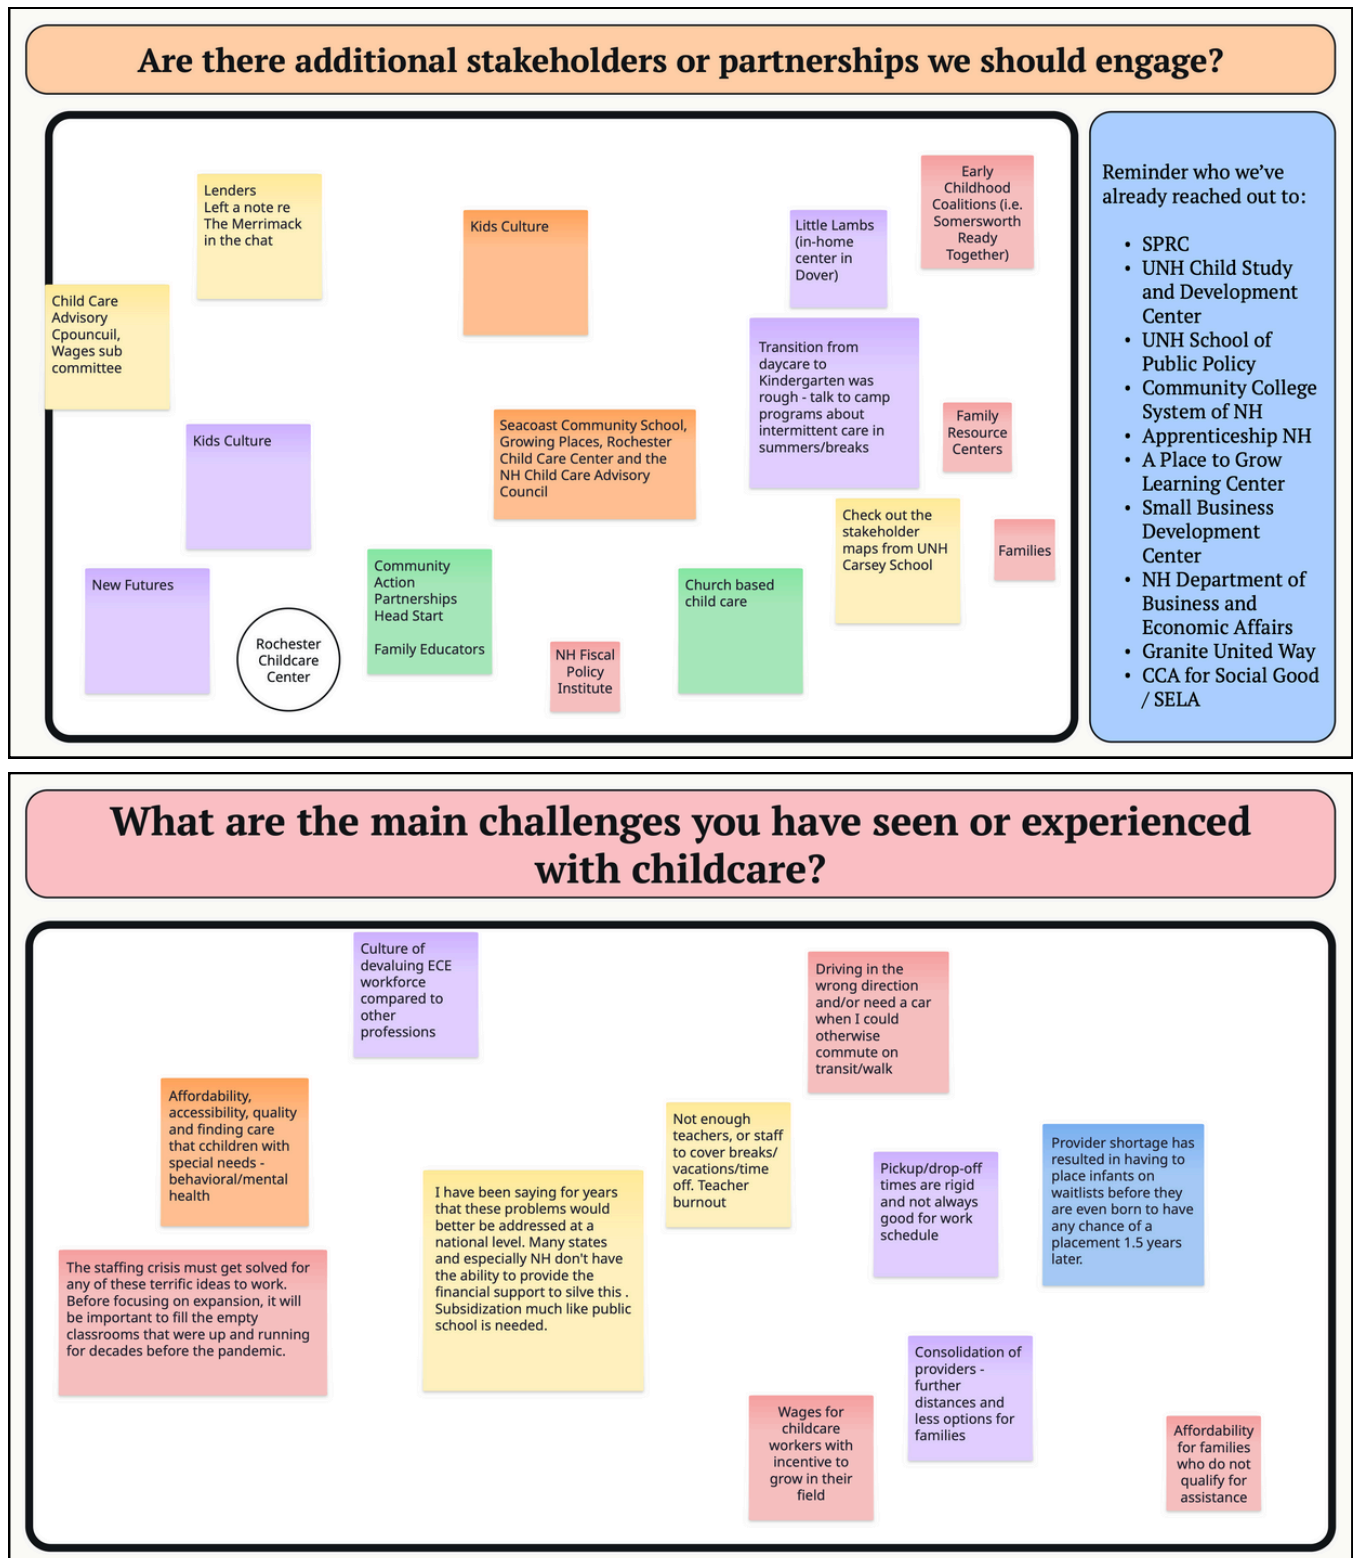 Are there additional stakeholders or partnerships we should engage?
Lenders
Left a note re
The Merrimack
in the chat
Kids Culture
Little Lambs
(in-home
center in
Dover)
Early
Childhood
Coalitions (i.e.
Somersworth
Ready
Together)
Child Care
Advisory
Cpouncuil,
Wages sub
committee
Transition from
daycare to
Kindergarten was
rough - talk to camp
programs about
intermittent care in
summers/breaks
Kids Culture
Seacoast Community School,
Growing Places, Rochester
Child Care Center and the
NH Child Care Advisory
Council
Family
Resource
Centers
Check out the
stakeholder
maps from UNH
Carsey School
Families
New Futures
Rochester
Childcare
Center
Community
Action
Partnerships
Head Start
Family Educators
NH Fiscal
Policy
Institute
Church based
child care
Reminder who we've
already reached out to:
• SPRC
• UNH Child Study
and Development
Center
• UNH School of
Public Policy
• Community College
System of NH
• Apprenticeship NH
• A Place to Grow
Learning Center
• Small Business
Development
Center
• NH Department of
Business and
Economic Affairs
• Granite United Way
• CCA for Social Good
/ SELA
What are the main challenges you have seen or experienced
with childcare?
Culture of
devaluing ECE
workforce
compared to
other
professions
Driving in the
wrong direction
and/or need a car
when I could
otherwise
commute on
transit/walk
Affordability,
accessibility, quality
and finding care
that cchildren with
special needs -
behavioral/mental
health
Not enough
teachers, or staff
to cover breaks/
vacations/time
off. Teacher
burnout
Pickup/drop-off
times are rigid
and not always
good for work
schedule
Provider shortage has
resulted in having to
place infants on
waitlists before they
are even born to have
any chance of a
placement 1.5 years
later.
I have been saying for years
that these problems would
better be addressed at a
national level. Many states
and especially NH don't have
the ability to provide the
financial support to silve this .
Subsidization much like public
school is needed.
The staffing crisis must get solved for
any of these terrific ideas to work.
Before focusing on expansion, it will
be important to fill the empty
classrooms that were up and running
for decades before the pandemic.
Consolidation of
providers -
further
distances and
less options for
families
Wages for
childcare
workers with
incentive to
grow in their
field
Affordability
for families
who do not
qualify for
assistance